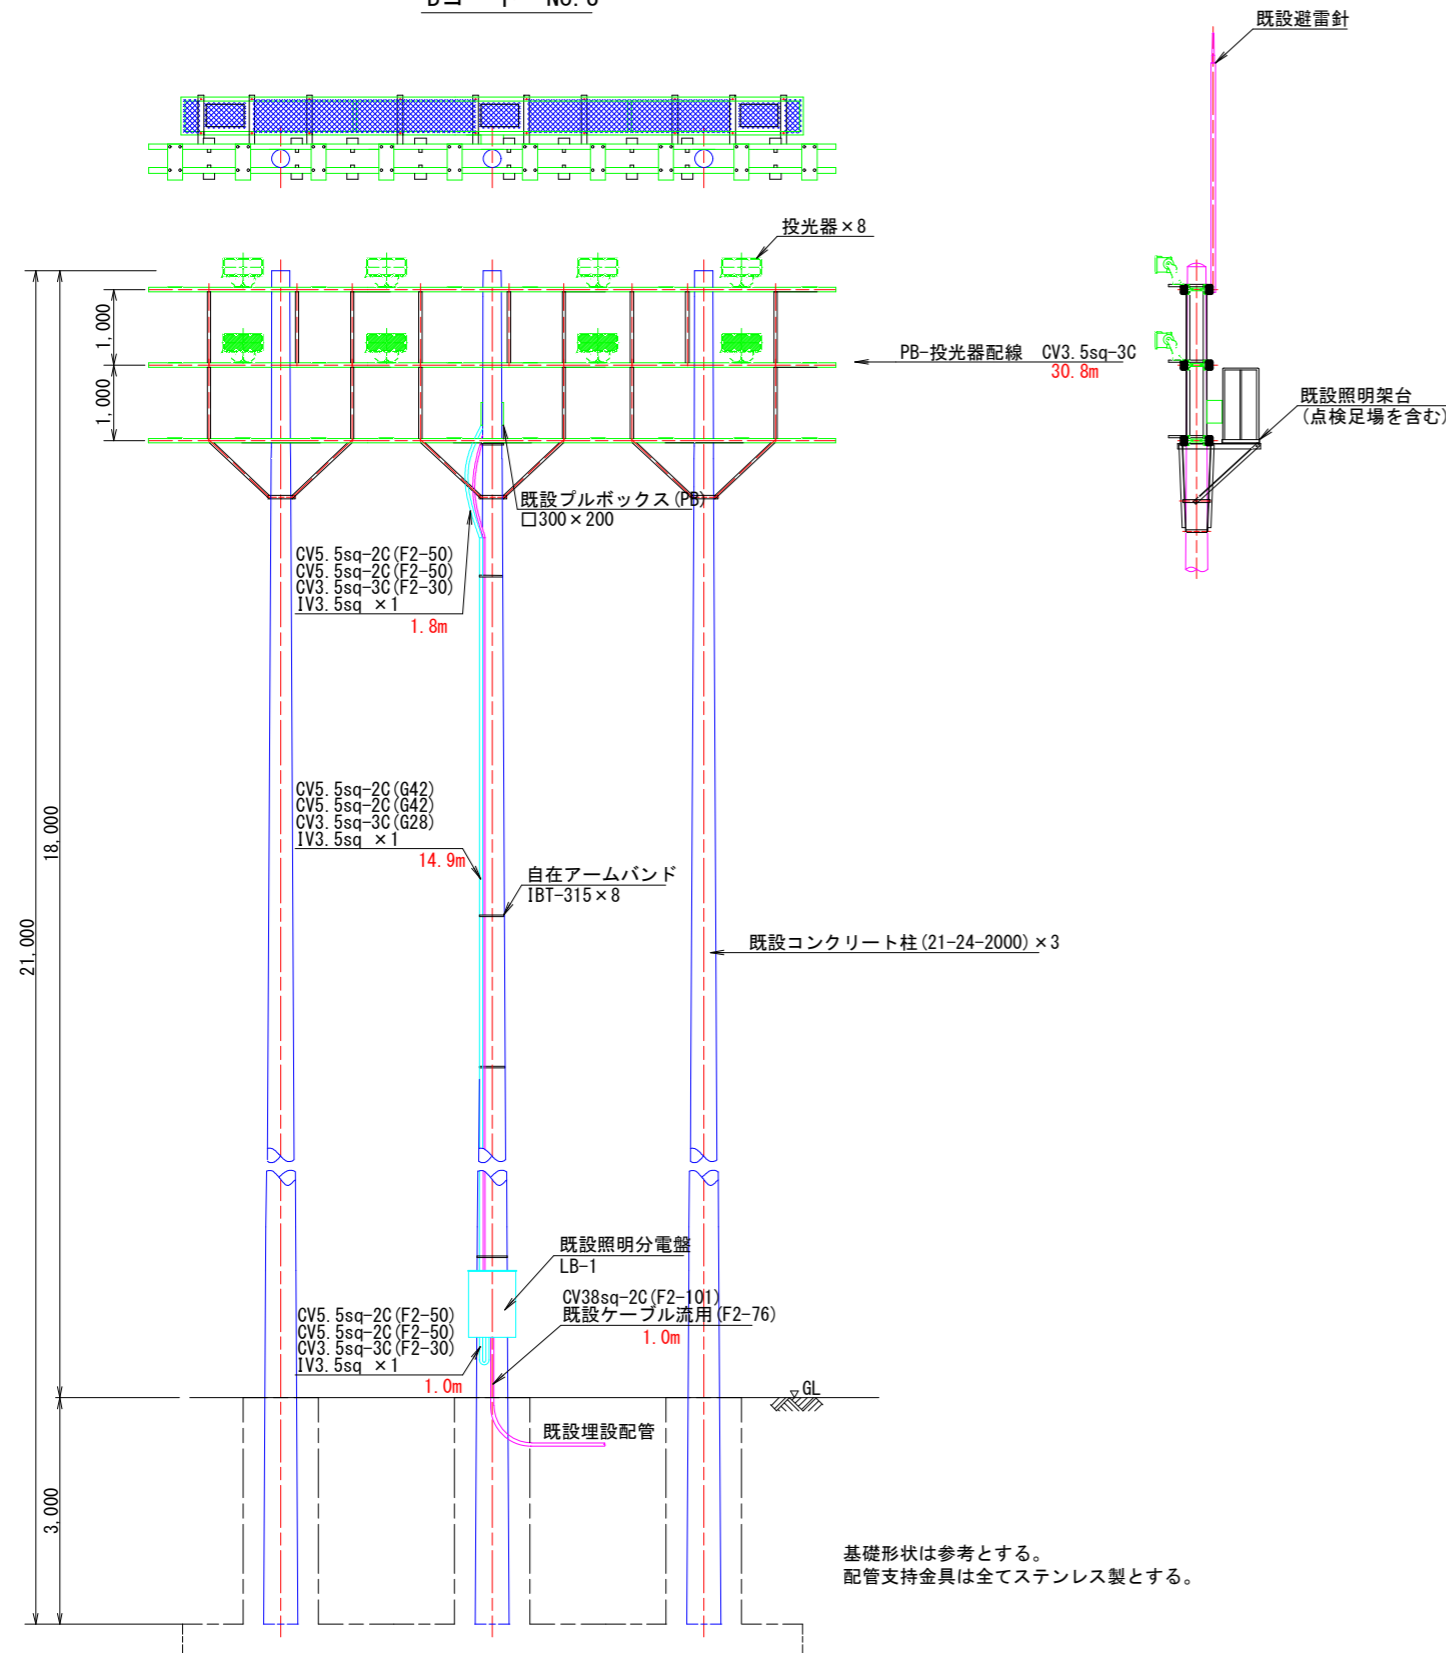 既設避雷針
投光器×8
1,000
PB-投光器配線 CV3.5sq-3C
30.8m
1,000
既設照明架台
(点検足場を含む)
既設プルボックス(PB)
□300×200
CV5.5sq-2C(F2-50)
CV5.5sq-2C(F2-50)
CV3.5sq-3C(F2-30)
IV3.5sq ×1
1.8m
CV5.5sq-2C(G42)
CV5.5sq-2C(G42)
CV3.5sq-3C(G28)
IV3.5sq ×1
14.9m
自在アームバンド
IBT-315×8
18,000
21,000
既設コンクリート柱(21-24-2000)×3
既設照明分電盤
LB-1
CV38sq-2C(F2-101)
既設ケーブル流用(F2-76)
1.0m
CV5.5sq-2C(F2-50)
CV5.5sq-2C(F2-50)
CV3.5sq-3C(F2-30)
IV3.5sq ×1
1.0m
GL
既設埋設配管
3,000
基礎形状は参考とする。
配管支持金具は全てステンレス製とする。